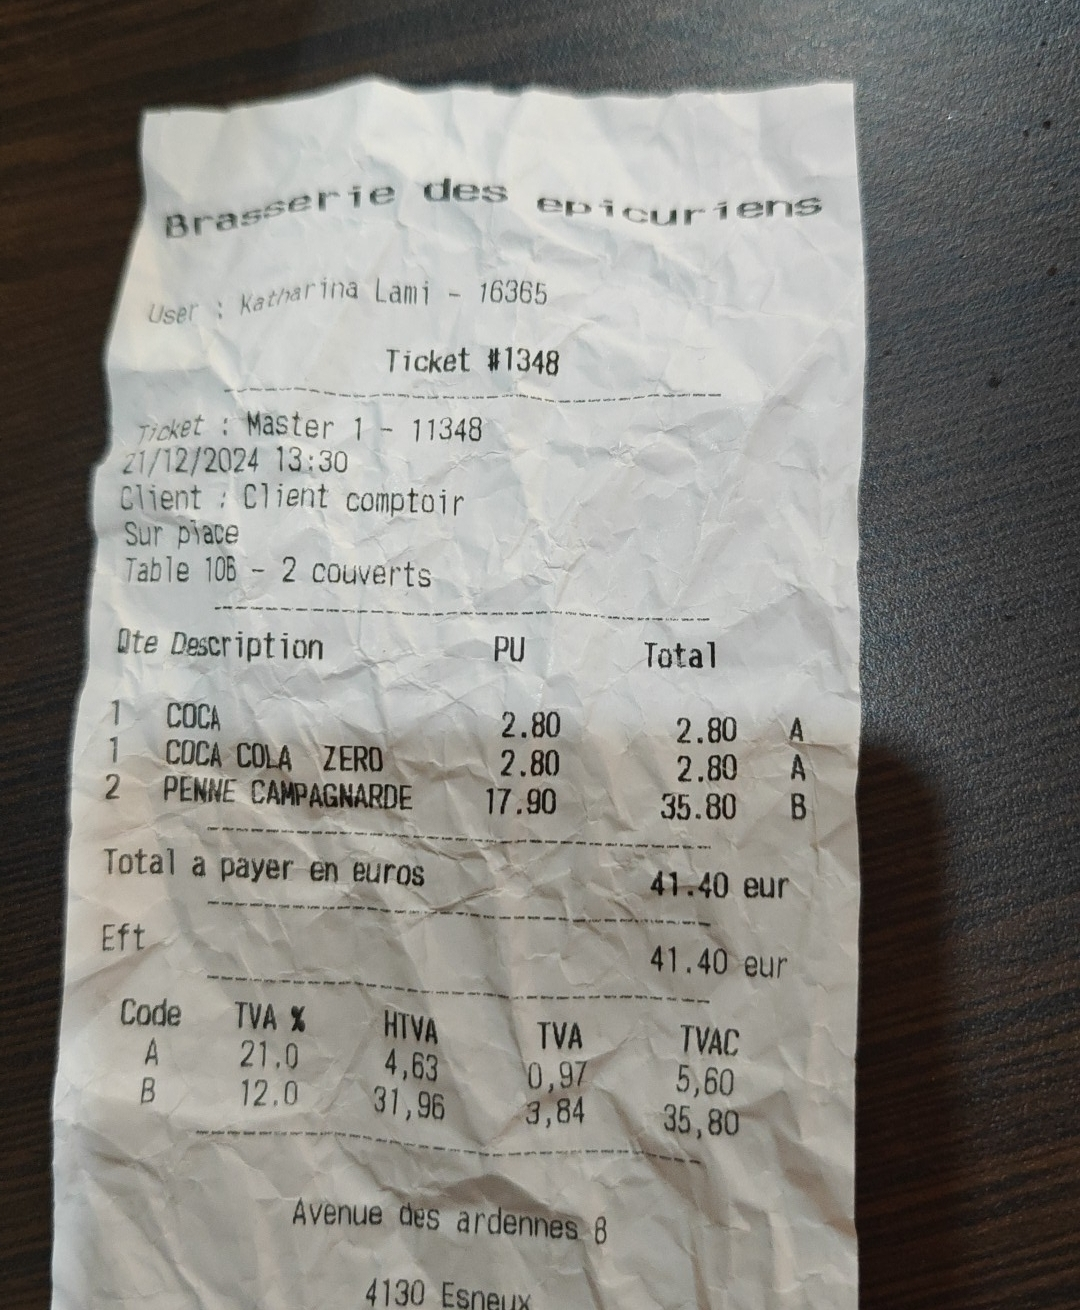 Brasserie des epicuriens
User : Katharina Lami - 16365
Ticket #1348
Ticket : Master 1 - 11348
21/12/2024 13:30
Client : Client comptoir
Sur place
Table 106 - 2 couverts
Qte Description PU Total
1 COCA 2.80 2.80 A
1 COCA COLA ZERO 2.80 2.80 A
2 PENNE CAMPAGNARDE 17.90 35.80 B
Total a payer en euros 41.40 eur
Eft 41.40 eur
Code TVA % HTVA TVA TVAC
A 21.0 4,63 0,97 5,60
B 12.0 31,96 3,84 35,80
Avenue des ardennes 8
4130 Esneux